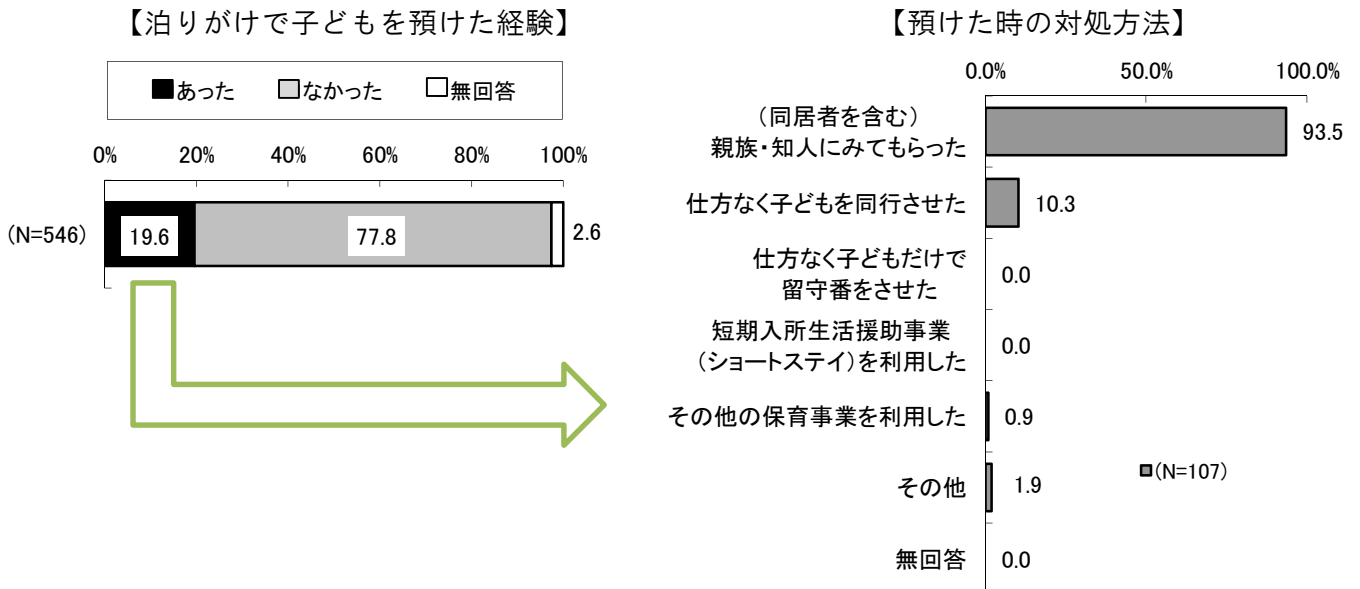 【泊りがけで子どもを預けた経験】
■あった □なかった □無回答
0% 20% 40% 60% 80% 100%
(N=546) 19.6 77.8 2.6
【預けた時の対処方法】
0.0% 50.0% 100.0%
(同居者を含む)
親族・知人にみてもらった 93.5
仕方なく子どもを同行させた 10.3
仕方なく子どもだけで
留守番をさせた 0.0
短期入所生活援助事業
(ショートステイ)を利用した 0.0
その他の保育事業を利用した 0.9
その他 1.9
(N=107)
無回答 0.0